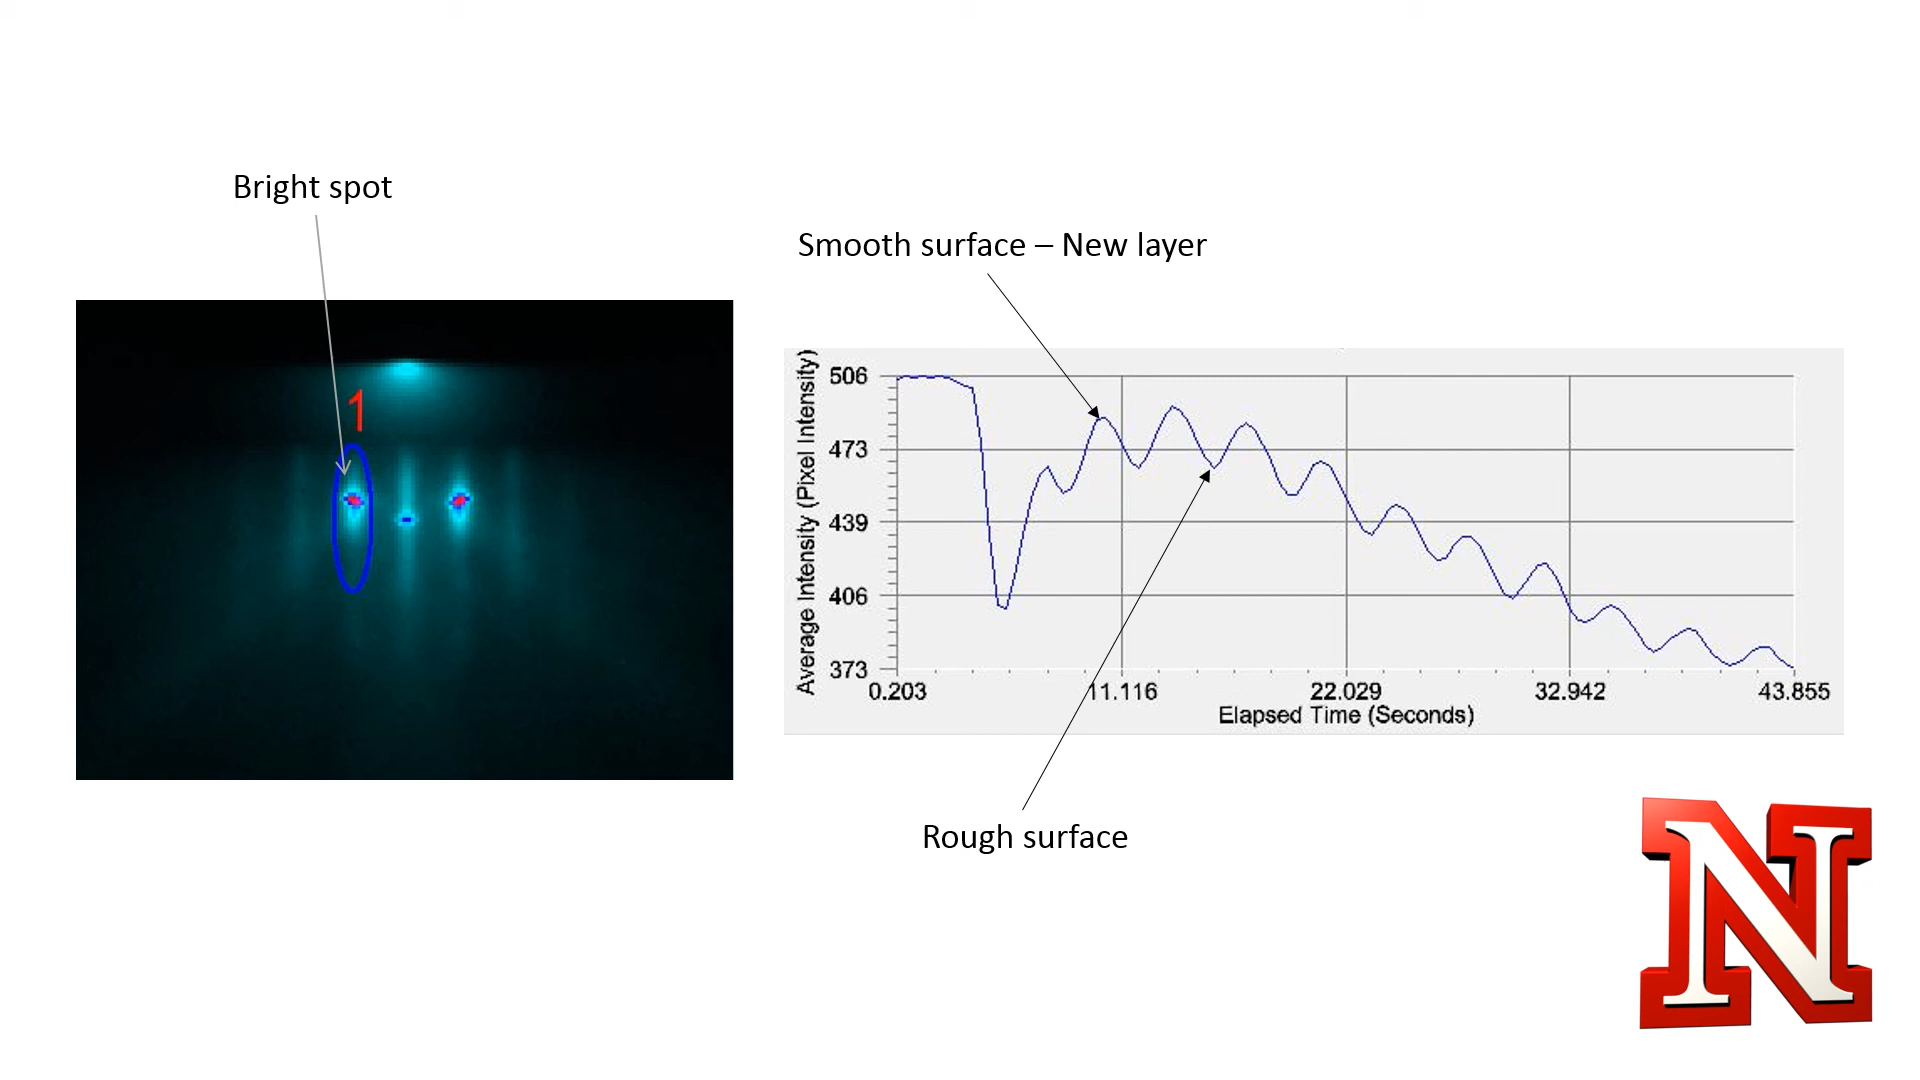 Bright spot
Smooth surface – New layer
1
Average Intensity (Pixel Intensity)
506
473
439
406
373
0.203 11.116 22.029 32.942 43.855
Elapsed Time (Seconds)
Rough surface
N